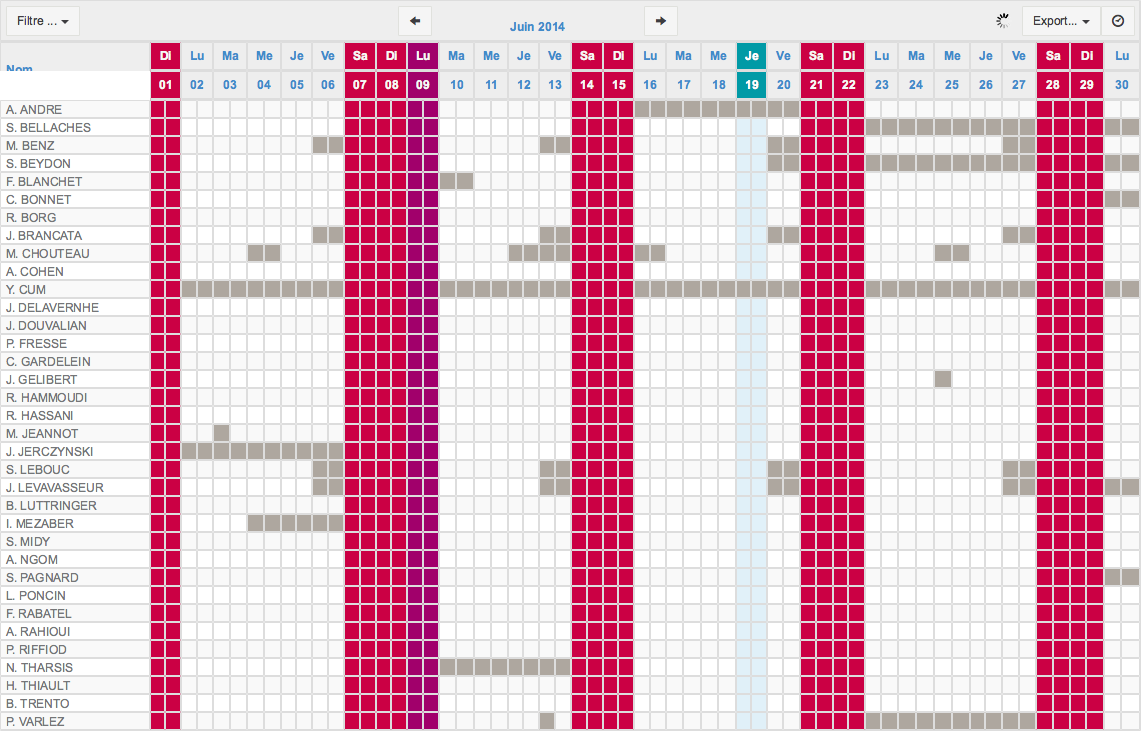 Filtre ...
Juin 2014
Export...
Nom
Di Lu Ma Me Je Ve Sa Di Lu Ma Me Je Ve Sa Di Lu Ma Me Je Ve Sa Di Lu Ma Me Je Ve Sa Di Lu
01 02 03 04 05 06 07 08 09 10 11 12 13 14 15 16 17 18 19 20 21 22 23 24 25 26 27 28 29 30
A. ANDRE
S. BELLACHES
M. BENZ
S. BEYDON
F. BLANCHET
C. BONNET
R. BORG
J. BRANCATA
M. CHOUTEAU
A. COHEN
Y. CUM
J. DELAVERNHE
J. DOUVALIAN
P. FRESSE
C. GARDELEIN
J. GELIBERT
R. HAMMOUDI
R. HASSANI
M. JEANNOT
J. JERCZYNSKI
S. LEBOUC
J. LEVAVASSEUR
B. LUTTRINGER
I. MEZABER
S. MIDY
A. NGOM
S. PAGNARD
L. PONCIN
F. RABATEL
A. RAHIOUI
P. RIFFIOD
N. THARSIS
H. THIAULT
B. TRENTO
P. VARLEZ